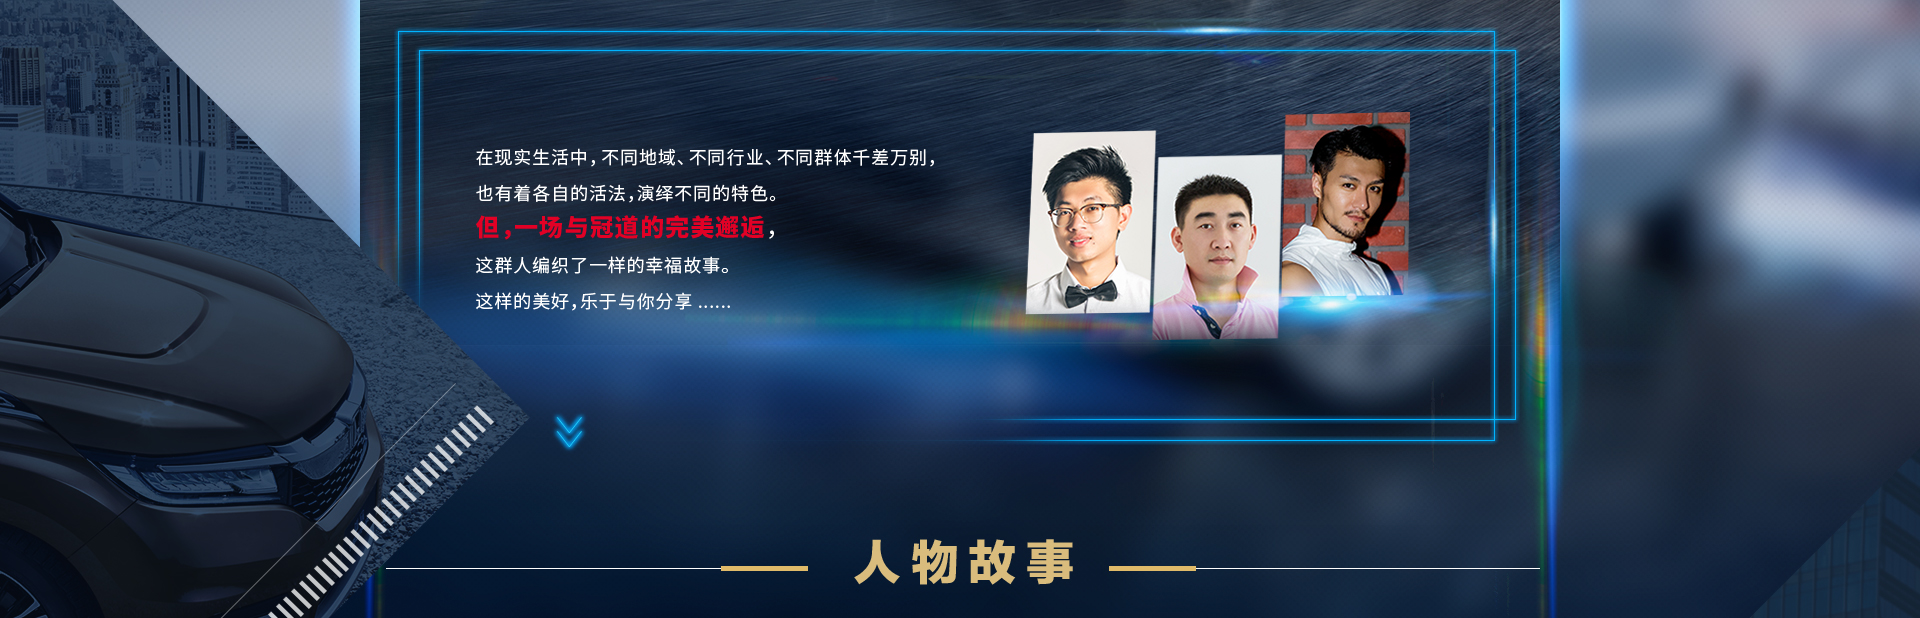 在现实生活中，不同地域、不同行业、不同群体千差万别，
也有着各自的活法，演绎不同的特色。
但，一场与冠道的完美邂逅，
这群人编织了一样的幸福故事。
这样的美好，乐于与你分享 ......
人物故事